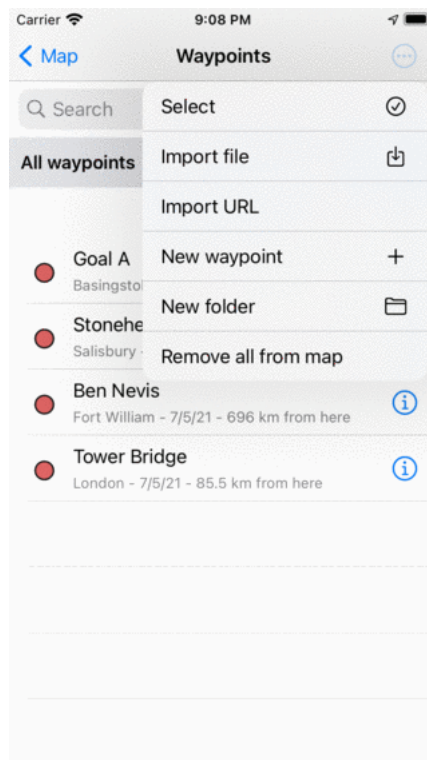 Carrier 9:08 PM
Map Waypoints
Search
Select
All waypoints
Import file
Import URL
Goal A
New waypoint
New folder
Salisbury
Remove all from map
Ben Nevis
Fort William - 7/5/21 - 696 km from here
Tower Bridge
London - 7/5/21 - 85.5 km from here